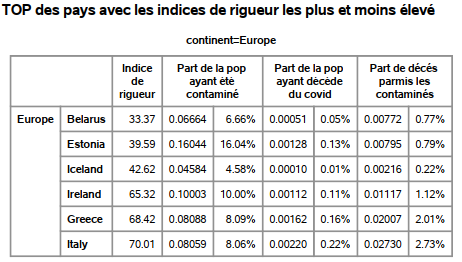 TOP des pays avec les indices de rigueur les plus et moins élevé
continent=Europe
Indice de rigueur Part de la pop ayant été contaminé Part de la pop ayant décède du covid Part de décés parmis les contaminés
Europe Belarus 33.37 0.06664 6.66% 0.00051 0.05% 0.00772 0.77%
Estonia 39.59 0.16044 16.04% 0.00128 0.13% 0.00795 0.79%
Iceland 42.62 0.04584 4.58% 0.00010 0.01% 0.00216 0.22%
Ireland 65.32 0.10003 10.00% 0.00112 0.11% 0.01117 1.12%
Greece 68.42 0.08088 8.09% 0.00162 0.16% 0.02007 2.01%
Italy 70.01 0.08059 8.06% 0.00220 0.22% 0.02730 2.73%